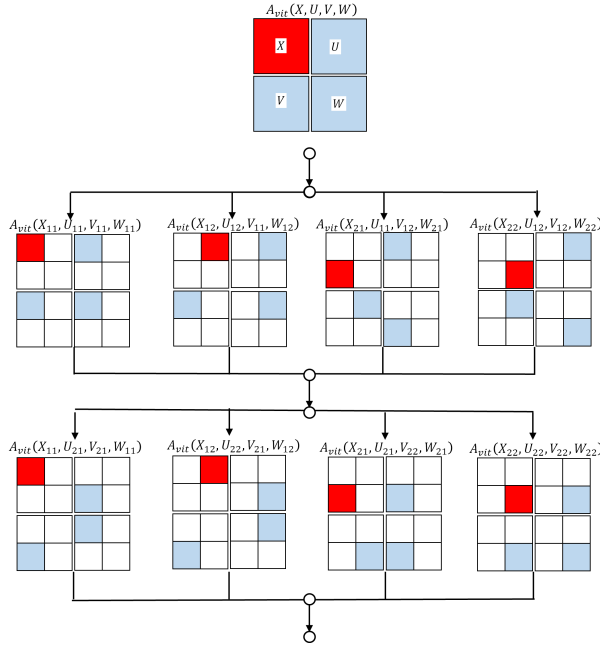 A_vit(X, U, V, W)
X U
V W
A_vit(X_11, U_11, V_11, W_11) A_vit(X_12, U_12, V_11, W_12) A_vit(X_21, U_11, V_12, W_21) A_vit(X_22, U_12, V_12, W_22)
A_vit(X_11, U_21, V_21, W_11) A_vit(X_12, U_22, V_21, W_12) A_vit(X_21, U_21, V_22, W_21) A_vit(X_22, U_22, V_22, W_22)